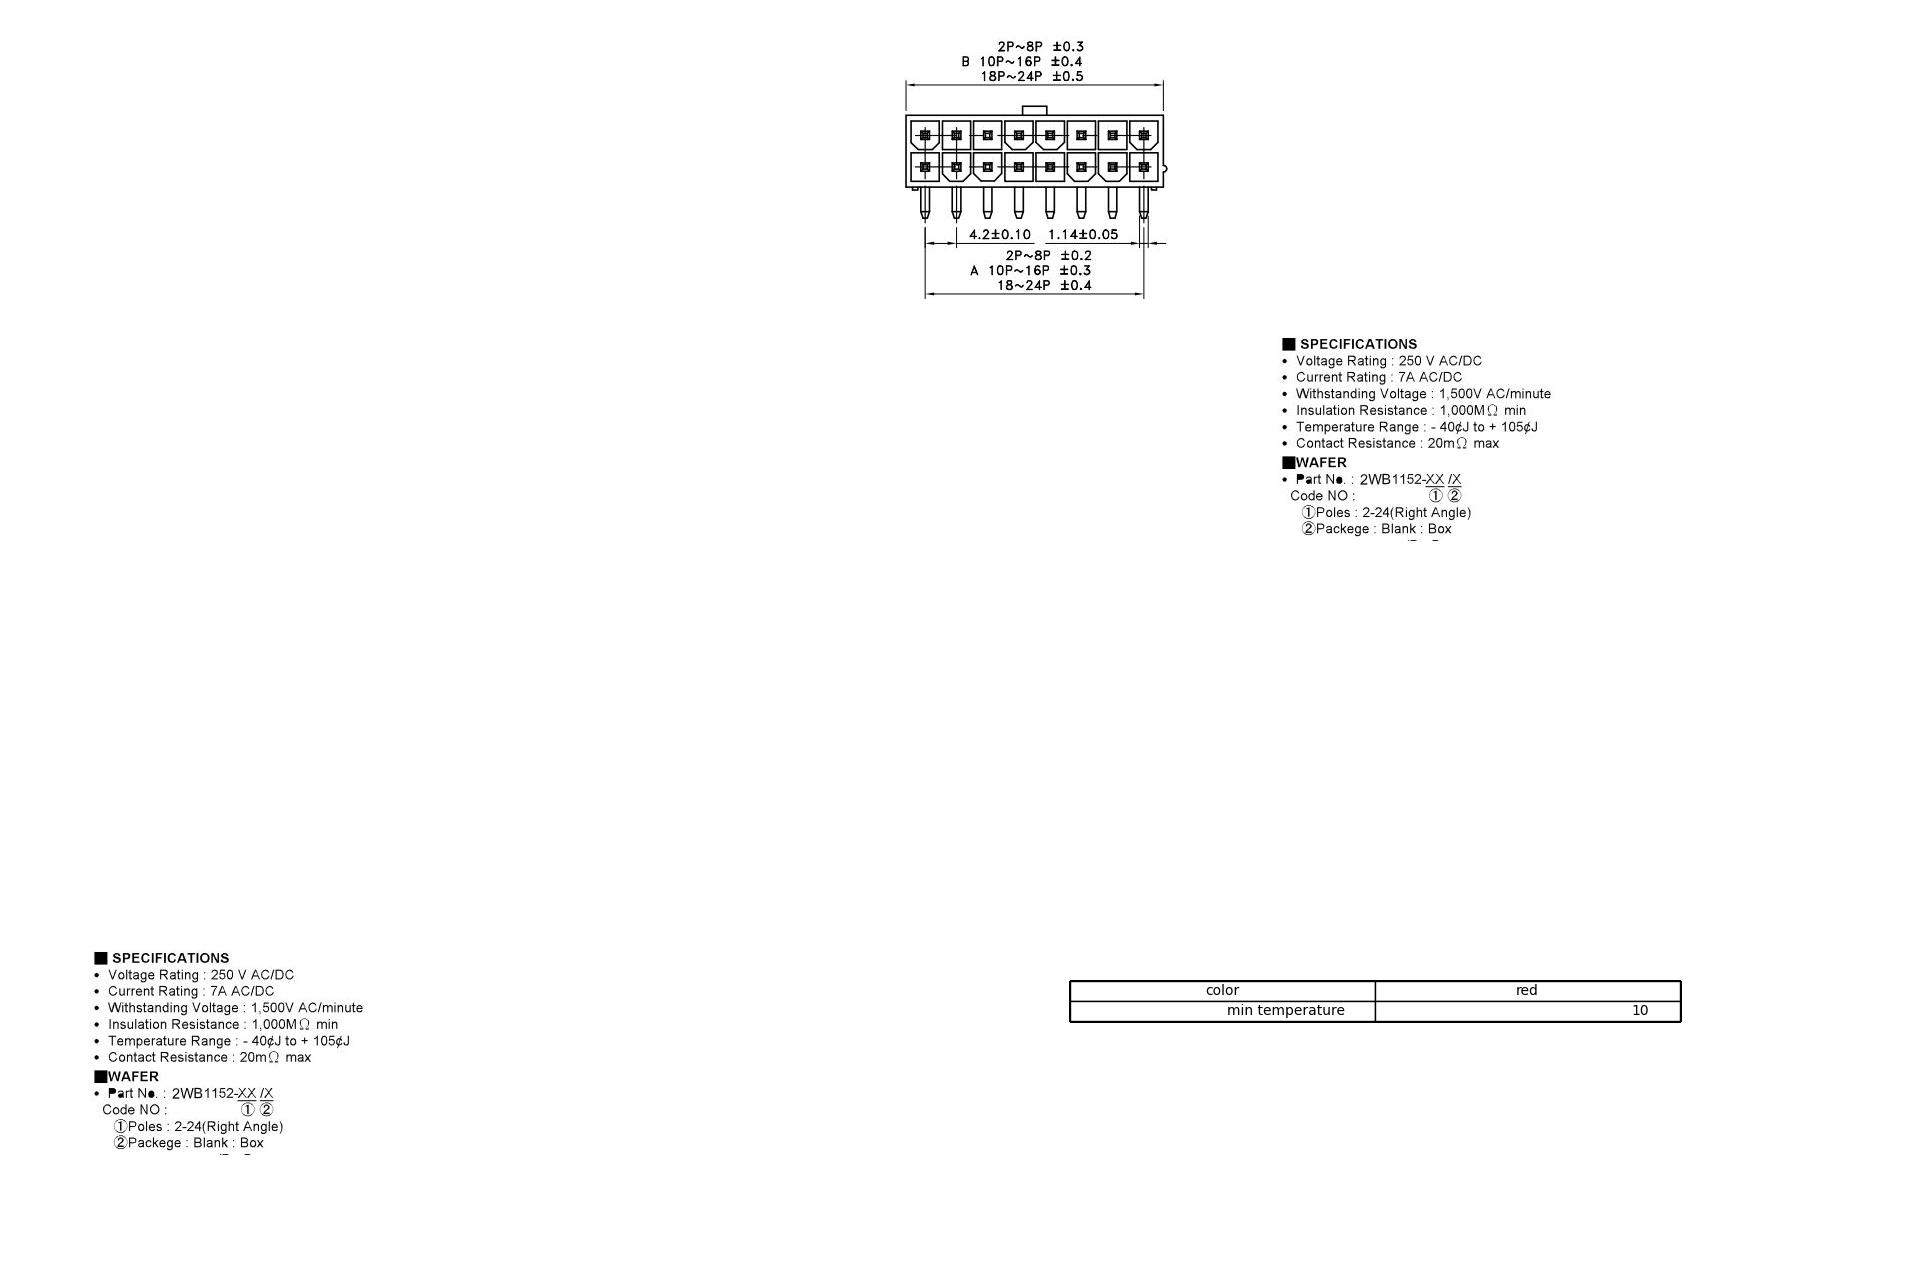 2P~8P ±0.3
B 10P~16P ±0.4
18P~24P ±0.5
4.2±0.10 1.14±0.05
2P~8P ±0.2
A 10P~16P ±0.3
18~24P ±0.4
■ SPECIFICATIONS
• Voltage Rating : 250 V AC/DC
• Current Rating : 7A AC/DC
• Withstanding Voltage : 1,500V AC/minute
• Insulation Resistance : 1,000MΩ min
• Temperature Range : - 40¢J to + 105¢J
• Contact Resistance : 20mΩ max
■WAFER
• Part No. : 2WB1152-XX /X
Code NO : ① ②
①Poles : 2-24(Right Angle)
②Packege : Blank : Box
■ SPECIFICATIONS
• Voltage Rating : 250 V AC/DC
• Current Rating : 7A AC/DC
• Withstanding Voltage : 1,500V AC/minute
• Insulation Resistance : 1,000MΩ min
• Temperature Range : - 40¢J to + 105¢J
• Contact Resistance : 20mΩ max
■WAFER
• Part No. : 2WB1152-XX /X
Code NO : ① ②
①Poles : 2-24(Right Angle)
②Packege : Blank : Box
color red
min temperature 10